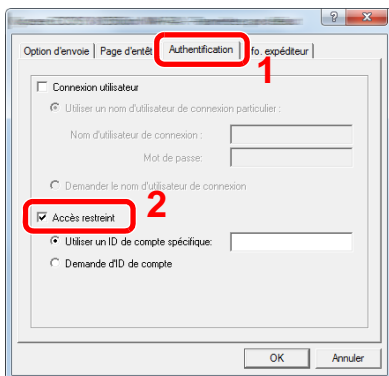 Option d'envoie Page d'entêt Authentification fo. expéditeur
1
Connexion utilisateur
Utiliser un nom d'utilisateur de connexion particulier :
Nom d'utilisateur de connexion :
Mot de passe:
Demander le nom d'utilisateur de connexion
2
Accès restreint
Utiliser un ID de compte spécifique:
Demande d'ID de compte
OK Annuler